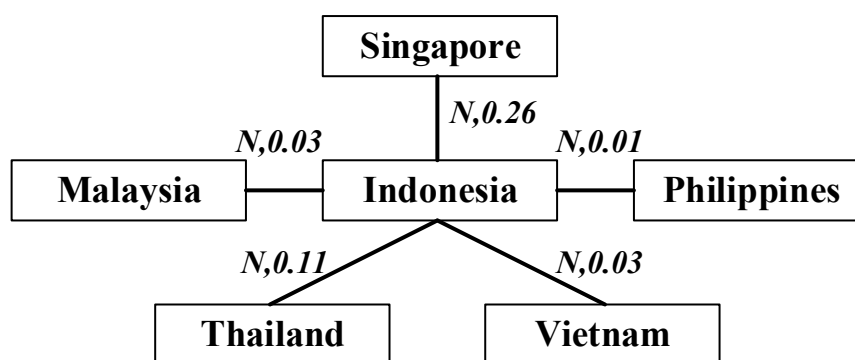 Singapore
N,0.26
N,0.03
N,0.01
Malaysia
Indonesia
Philippines
N,0.11
N,0.03
Thailand
Vietnam